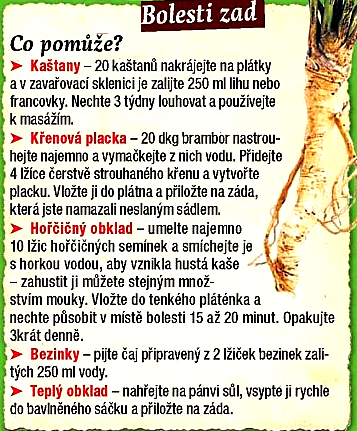 Bolesti zad
Co pomůže?
➤ Kaštany – 20 kaštanů nakrájejte na plátky
a v zavařovací sklenici je zalijte 250 ml lihu nebo
francovky. Nechte 3 týdny louhovat a používejte
k masážím.
➤ Křenová placka – 20 dkg brambor nastrou-
hejte najemno a vymačkejte z nich vodu. Přidejte
4 lžíce čerstvě strouhaného křenu a vytvořte
placku. Vložte ji do plátna a přiložte na záda,
která jste namazali neslaným sádlem.
➤ Hořčičný obklad – umelte najemno
10 lžic hořčičných semínek a smíchejte je
s horkou vodou, aby vznikla hustá kaše
– zahustit ji můžete stejným množ-
stvím mouky. Vložte do tenkého pláténka a
nechte působit v místě bolesti 15 až 20 minut. Opakujte
3krát denně.
➤ Bezinky – pijte čaj připravený z 2 lžiček bezinek zali-
tých 250 ml vody.
➤ Teplý obklad – nahřejte na pánvi sůl, vsypte ji rychle
do bavlněného sáčku a přiložte na záda.